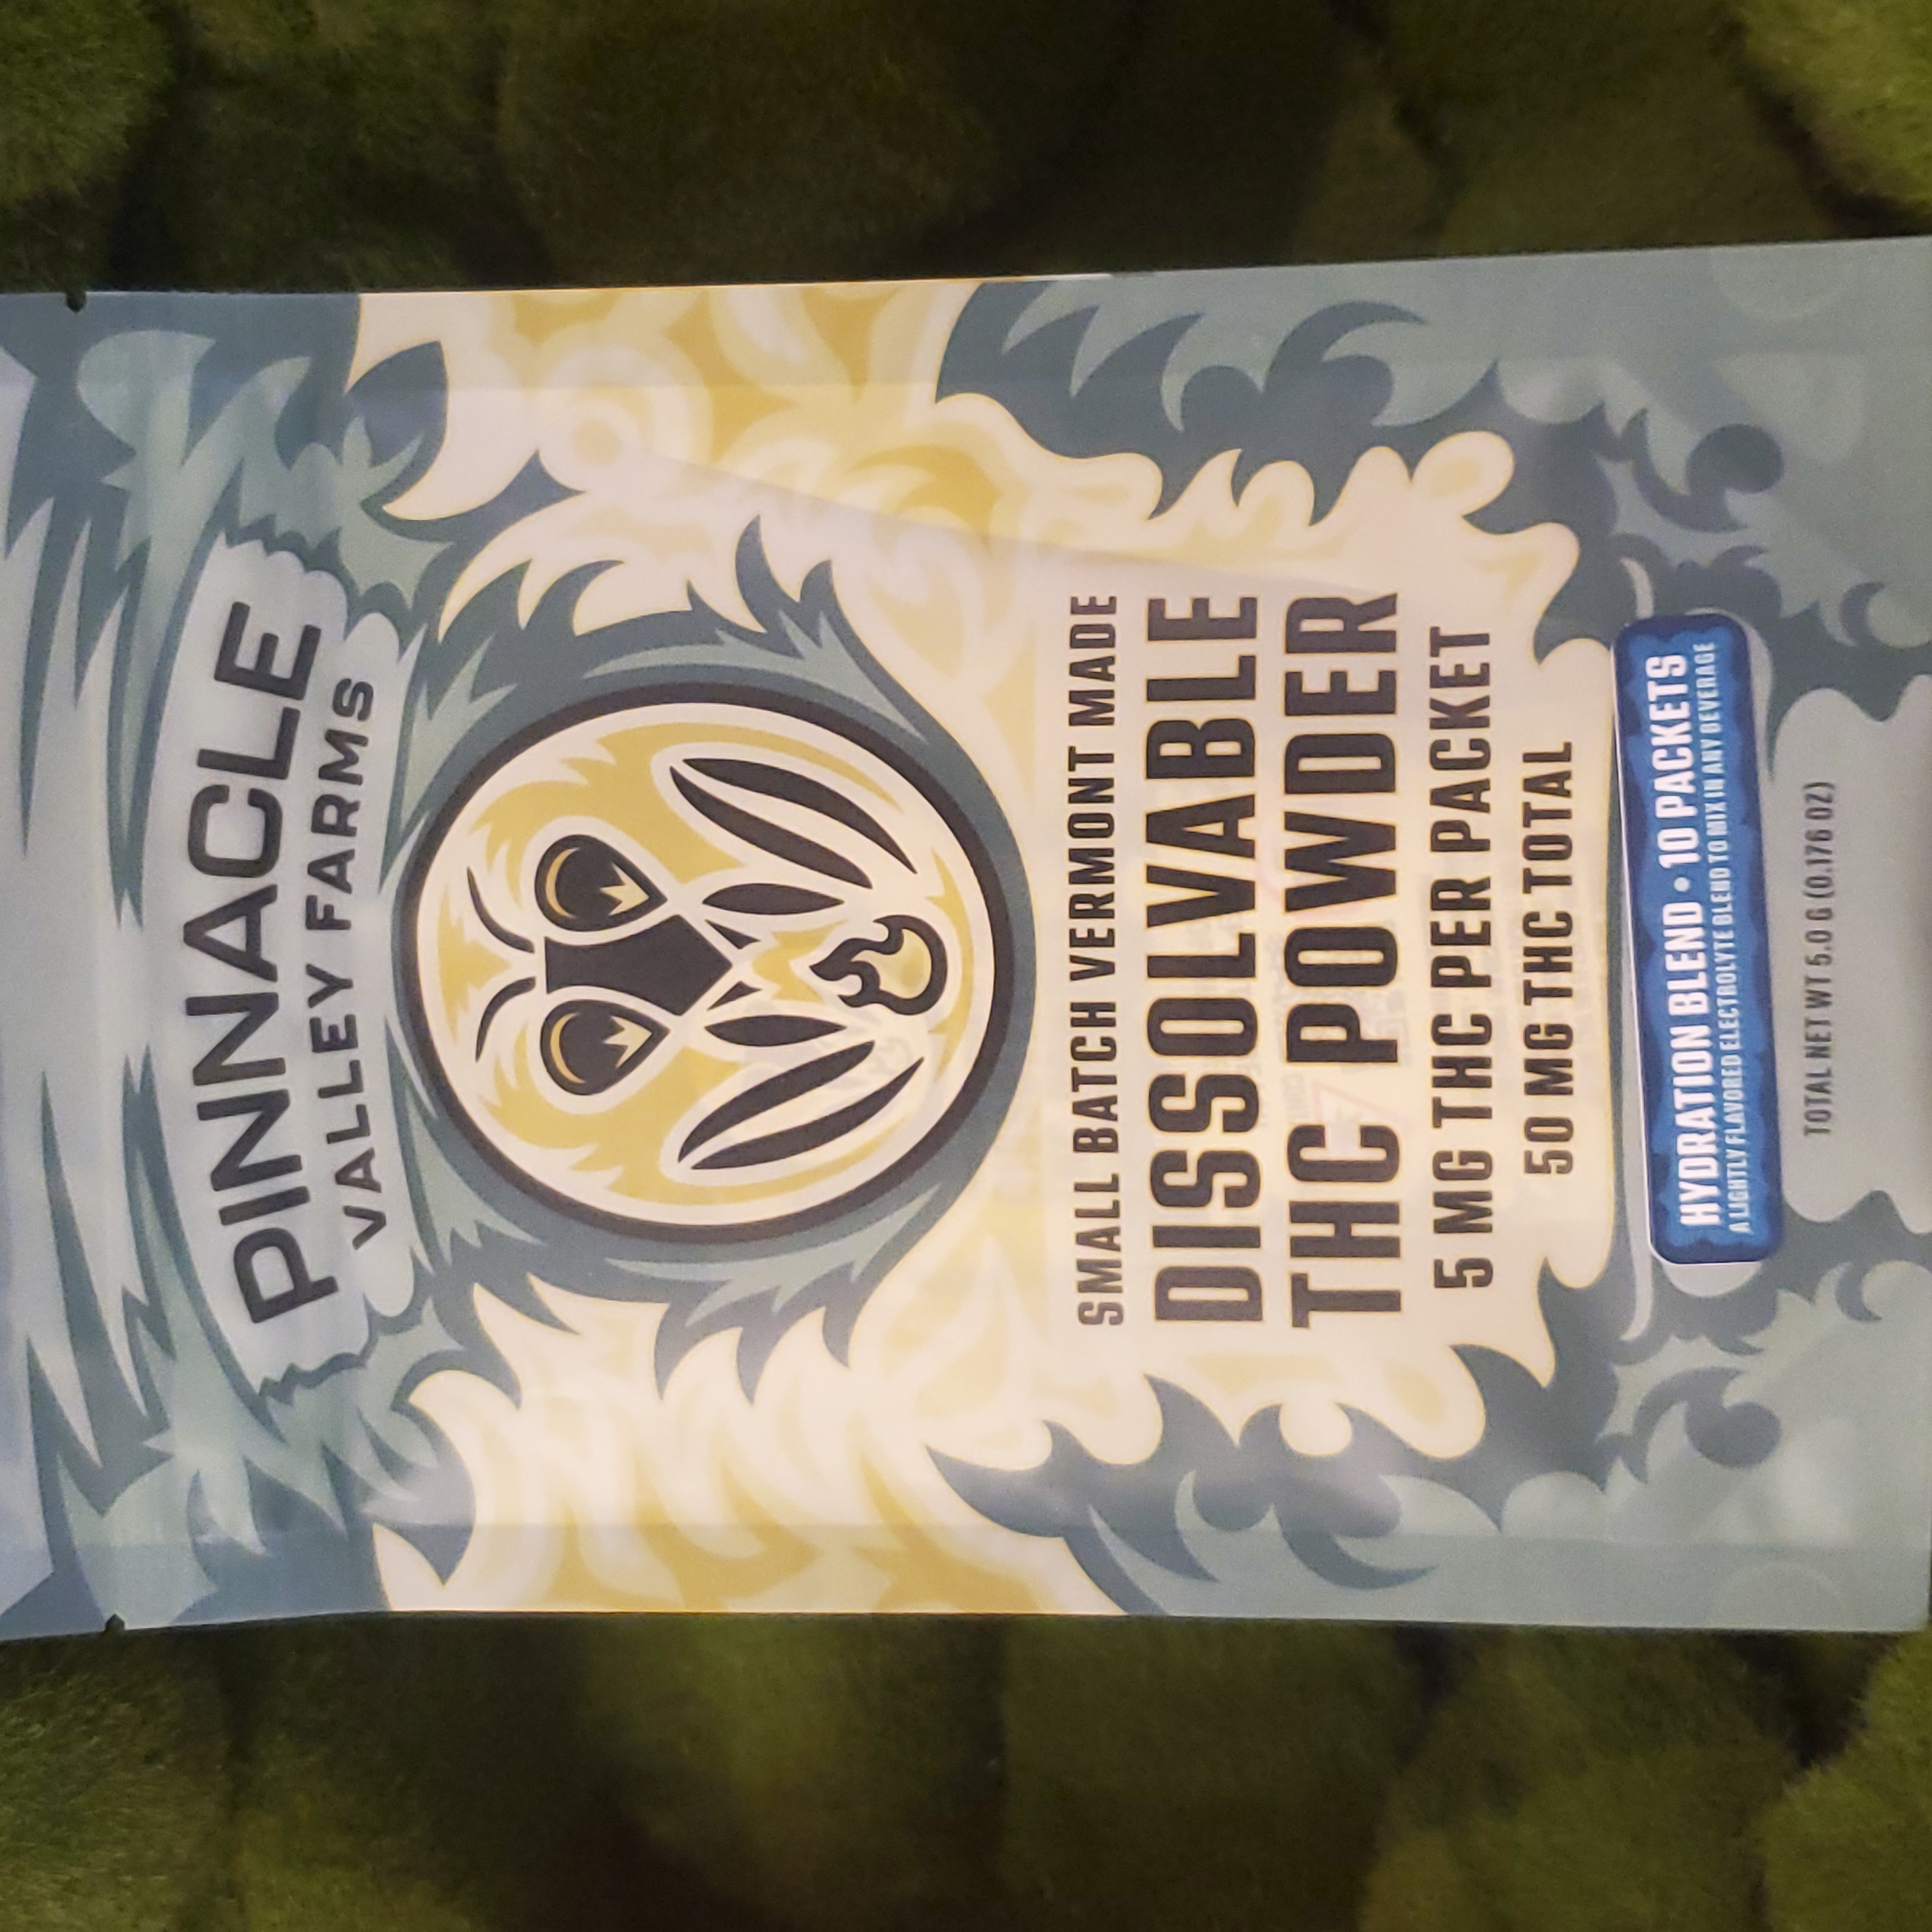 PINNACLE
VALLEY FARMS
SMALL BATCH VERMONT MADE
DISSOLVABLE
THC POWDER
5 MG THC PER PACKET
50 MG THC TOTAL
HYDRATION BLEND • 10 PACKETS
A LIGHTLY FLAVORED ELECTROLYTE BLEND TO MIX IN ANY BEVERAGE
TOTAL NET WT 5.0 G (0.176 OZ)